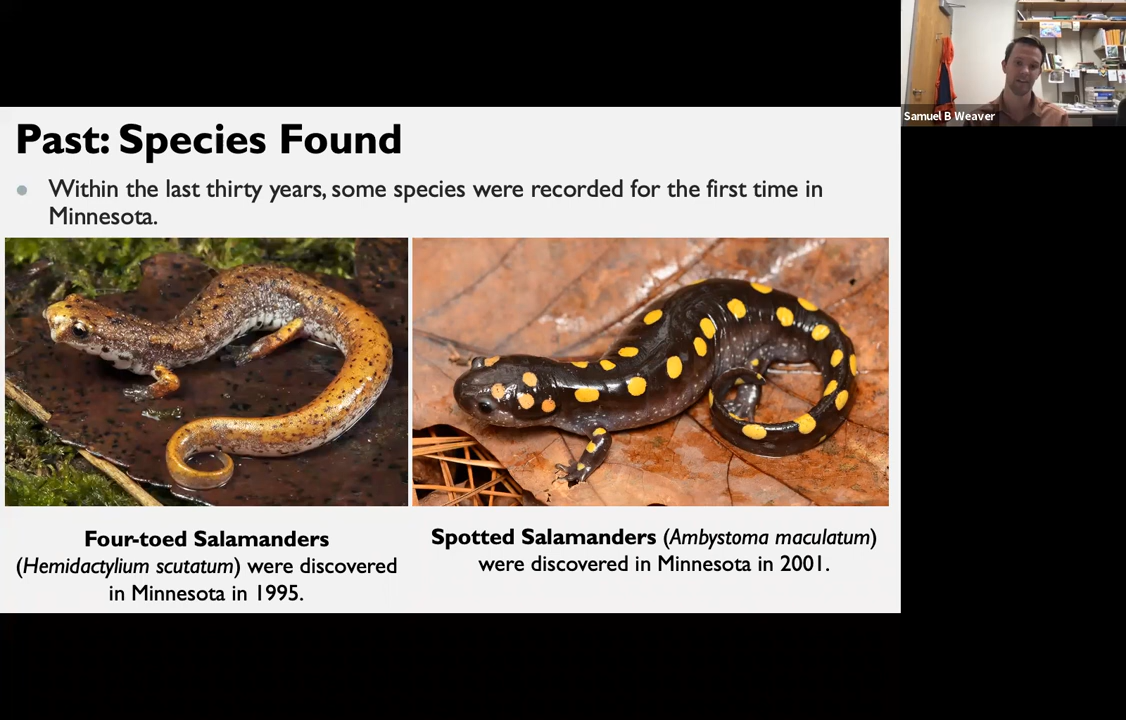 Samuel B Weaver
Past: Species Found
Within the last thirty years, some species were recorded for the first time in
Minnesota.
Four-toed Salamanders
(Hemidactylium scutatum) were discovered
in Minnesota in 1995.
Spotted Salamanders (Ambystoma maculatum)
were discovered in Minnesota in 2001.